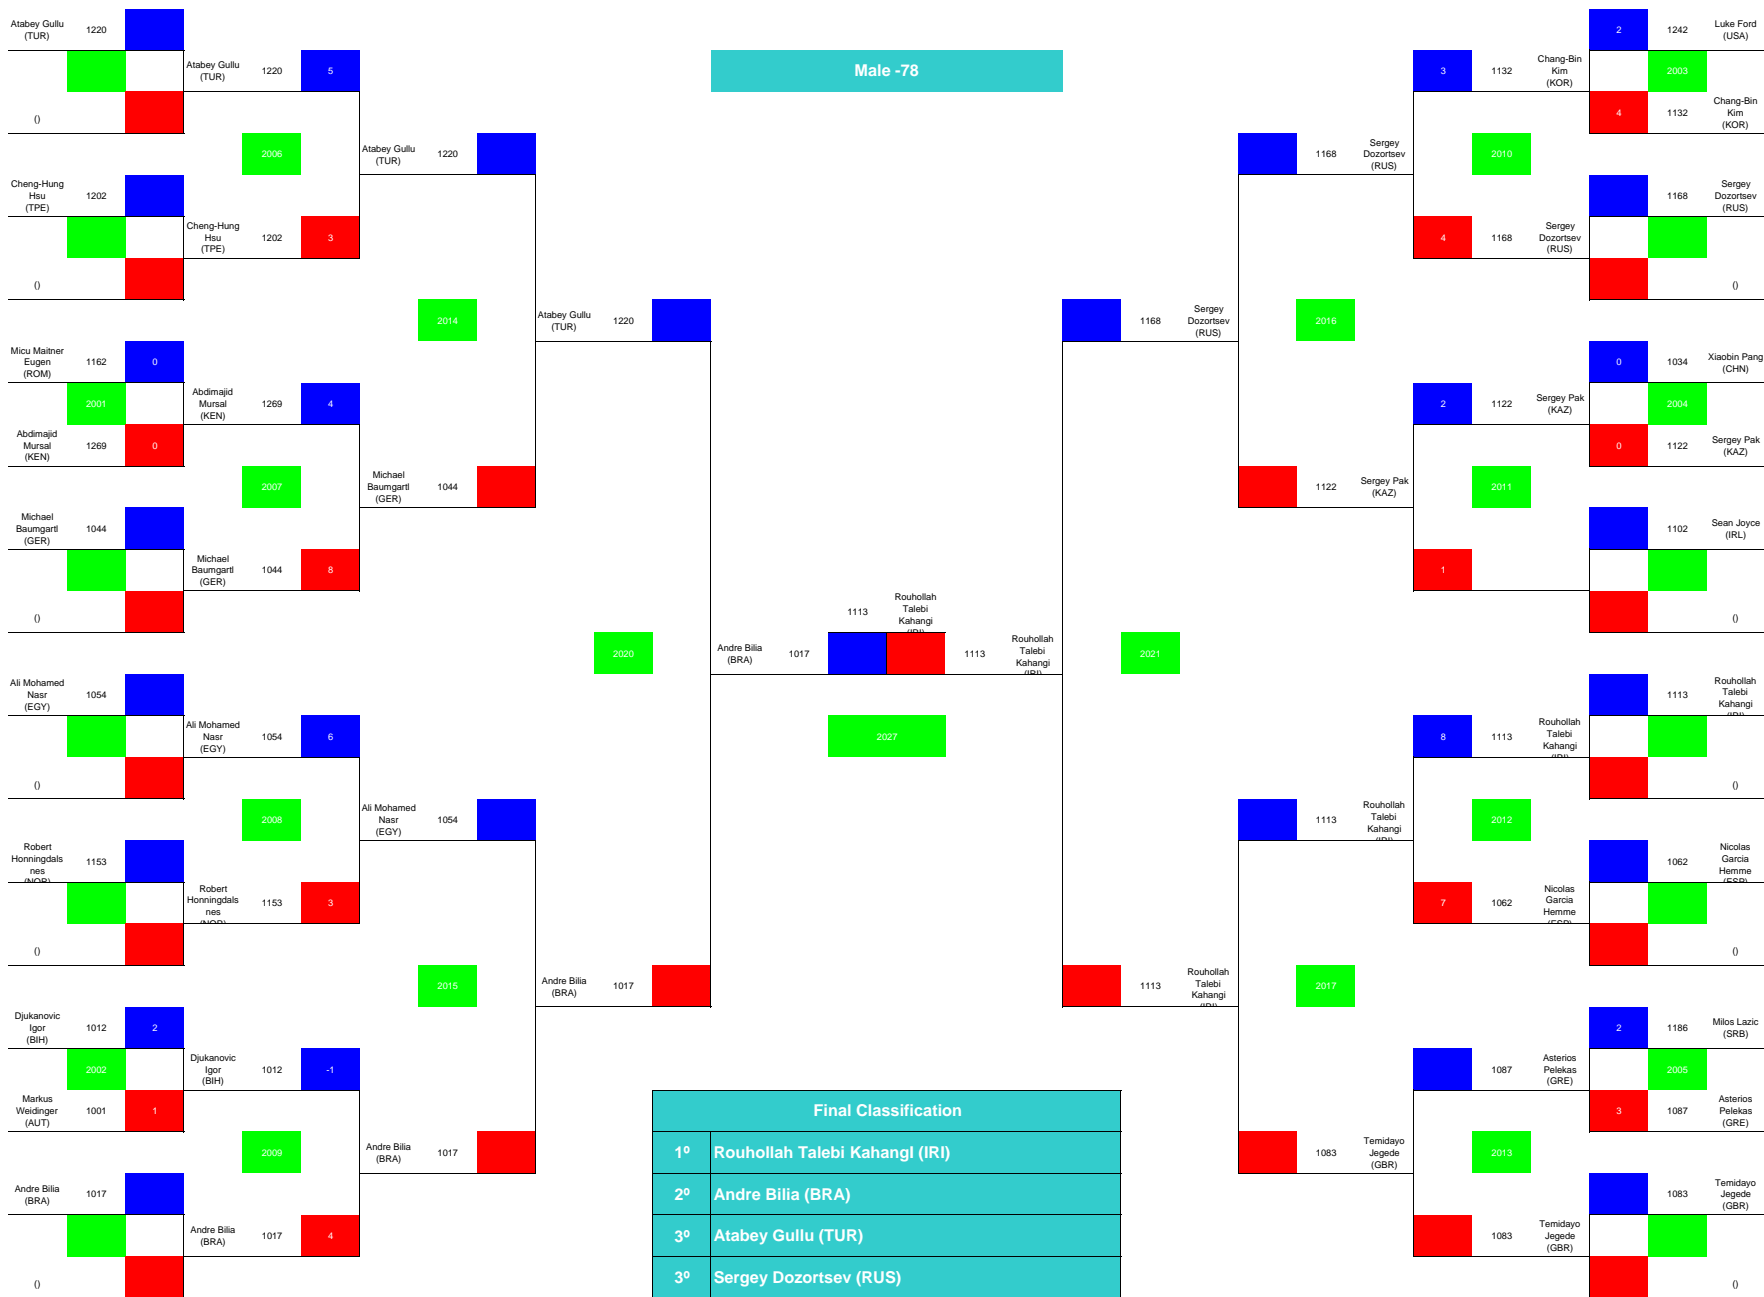 Atabey Gullu
(TUR)
1220
()
Cheng-Hung
Hsu
(TPE)
1202
()
Micu Maitner
Eugen
(ROM)
1162
0
2001
Abdimajid
Mursal
(KEN)
1269
0
Michael
Baumgartl
(GER)
1044
()
Ali Mohamed
Nasr
(EGY)
1054
()
Robert
Honningdals
nes
(NOR)
1153
()
Djukanovic
Igor
(BIH)
1012
2
2002
Markus
Weidinger
(AUT)
1001
1
Andre Bilia
(BRA)
1017
()
Atabey Gullu
(TUR)
1220
5
2006
Cheng-Hung
Hsu
(TPE)
1202
3
Abdimajid
Mursal
(KEN)
1269
4
2007
Michael
Baumgartl
(GER)
1044
8
Ali Mohamed
Nasr
(EGY)
1054
6
2008
Robert
Honningdals
nes
(NOR)
1153
3
Djukanovic
Igor
(BIH)
1012
-1
2009
Andre Bilia
(BRA)
1017
4
Atabey Gullu
(TUR)
1220
2014
Michael
Baumgartl
(GER)
1044
Ali Mohamed
Nasr
(EGY)
1054
2015
Andre Bilia
(BRA)
1017
Atabey Gullu
(TUR)
1220
2020
Andre Bilia
(BRA)
1017
Male -78
Andre Bilia
(BRA)
1017
1113
Rouhollah
Talebi
Kahangi
(IRI)
1113
Rouhollah
Talebi
Kahangi
(IRI)
2027
1168
Sergey
Dozortsev
(RUS)
2021
1113
Rouhollah
Talebi
Kahangi
(IRI)
1168
Sergey
Dozortsev
(RUS)
2016
1122
Sergey Pak
(KAZ)
1113
Rouhollah
Talebi
Kahangi
(IRI)
2017
1083
Temidayo
Jegede
(GBR)
3
1132
Chang-Bin
Kim
(KOR)
2010
4
1168
Sergey
Dozortsev
(RUS)
2
1122
Sergey Pak
(KAZ)
2011
1
8
1113
Rouhollah
Talebi
Kahangi
(IRI)
2012
7
1062
Nicolas
Garcia
Hemme
(ESP)
1087
Asterios
Pelekas
(GRE)
2013
1083
Temidayo
Jegede
(GBR)
2
1242
Luke Ford
(USA)
2003
4
1132
Chang-Bin
Kim
(KOR)
1168
Sergey
Dozortsev
(RUS)
()
0
1034
Xiaobin Pang
(CHN)
2004
0
1122
Sergey Pak
(KAZ)
1102
Sean Joyce
(IRL)
()
1113
Rouhollah
Talebi
Kahangi
(IRI)
()
1062
Nicolas
Garcia
Hemme
(ESP)
()
2
1186
Milos Lazic
(SRB)
2005
3
1087
Asterios
Pelekas
(GRE)
1083
Temidayo
Jegede
(GBR)
()
Final Classification
1º Rouhollah Talebi KahangI (IRI)
2º Andre Bilia (BRA)
3º Atabey Gullu (TUR)
3º Sergey Dozortsev (RUS)